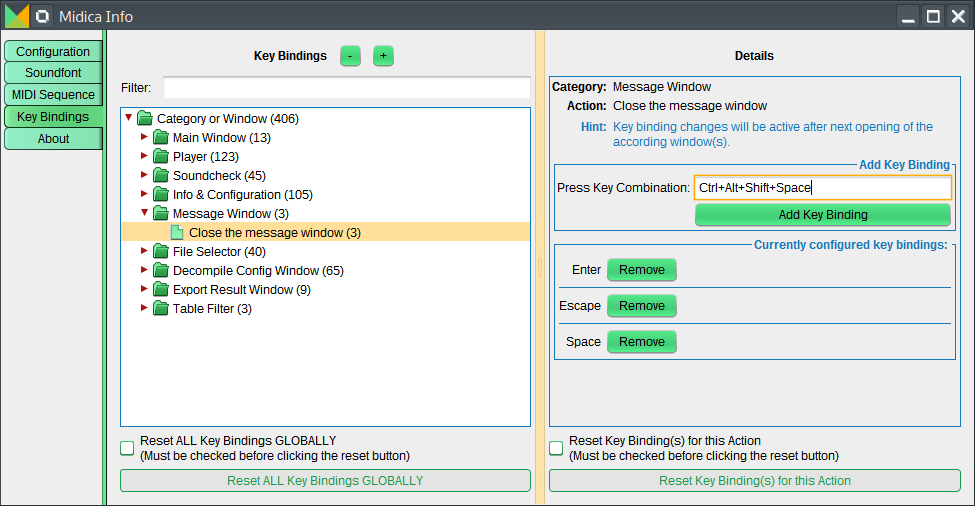 Midica Info
Configuration
Soundfont
MIDI Sequence
Key Bindings
About
Key Bindings - +
Filter:
Category or Window (406)
Main Window (13)
Player (123)
Soundcheck (45)
Info & Configuration (105)
Message Window (3)
Close the message window (3)
File Selector (40)
Decompile Config Window (65)
Export Result Window (9)
Table Filter (3)
Reset ALL Key Bindings GLOBALLY
(Must be checked before clicking the reset button)
Reset ALL Key Bindings GLOBALLY
Details
Category: Message Window
Action: Close the message window
Hint: Key binding changes will be active after next opening of the
according window(s).
Add Key Binding
Press Key Combination: Ctrl+Alt+Shift+Space
Add Key Binding
Currently configured key bindings:
Enter Remove
Escape Remove
Space Remove
Reset Key Binding(s) for this Action
(Must be checked before clicking the reset button)
Reset Key Binding(s) for this Action